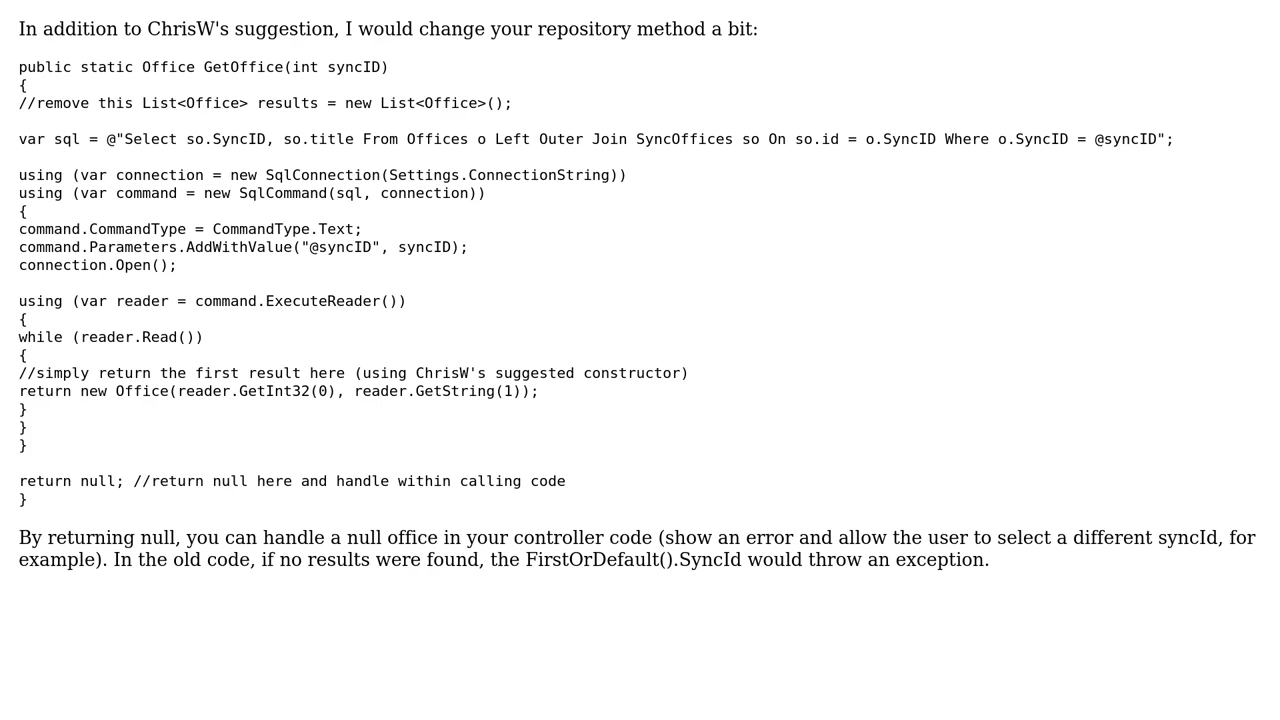 In addition to ChrisW's suggestion, I would change your repository method a bit:
public static Office GetOffice(int syncID)
{
//remove this List<Office> results = new List<Office>();
var sql = @"Select so.SyncID, so.title From Offices o Left Outer Join SyncOffices so On so.id = o.SyncID Where o.SyncID = @syncID";
using (var connection = new SqlConnection(Settings.ConnectionString))
using (var command = new SqlCommand(sql, connection))
{
command.CommandType = CommandType.Text;
command.Parameters.AddWithValue("@syncID", syncID);
connection.Open();
using (var reader = command.ExecuteReader())
{
while (reader.Read())
{
//simply return the first result here (using ChrisW's suggested constructor)
return new Office(reader.GetInt32(0), reader.GetString(1));
}
}
}
return null; //return null here and handle within calling code
}
By returning null, you can handle a null office in your controller code (show an error and allow the user to select a different syncId, for
example). In the old code, if no results were found, the FirstOrDefault().SyncId would throw an exception.